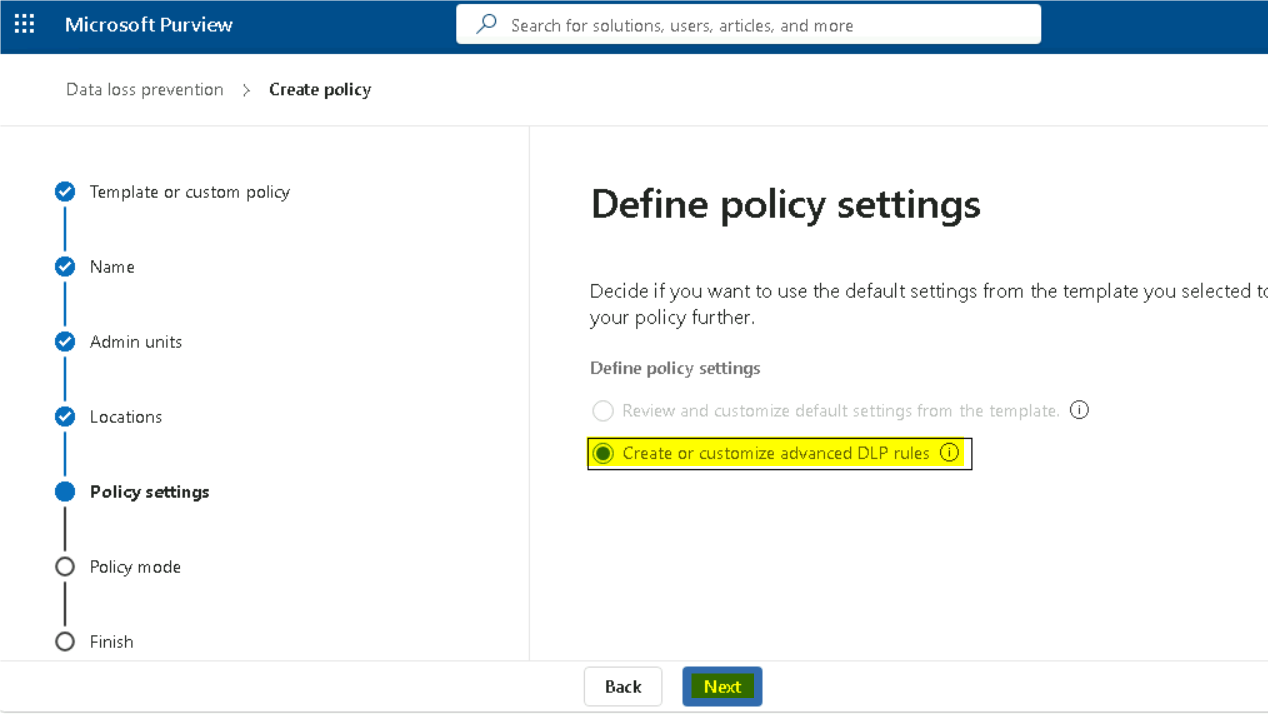 Microsoft Purview
Search for solutions, users, articles, and more
Data loss prevention > Create policy
Template or custom policy
Name
Admin units
Locations
Policy settings
Policy mode
Finish
Define policy settings
Decide if you want to use the default settings from the template you selected
your policy further.
Define policy settings
Review and customize default settings from the template.
Create or customize advanced DLP rules
Back
Next